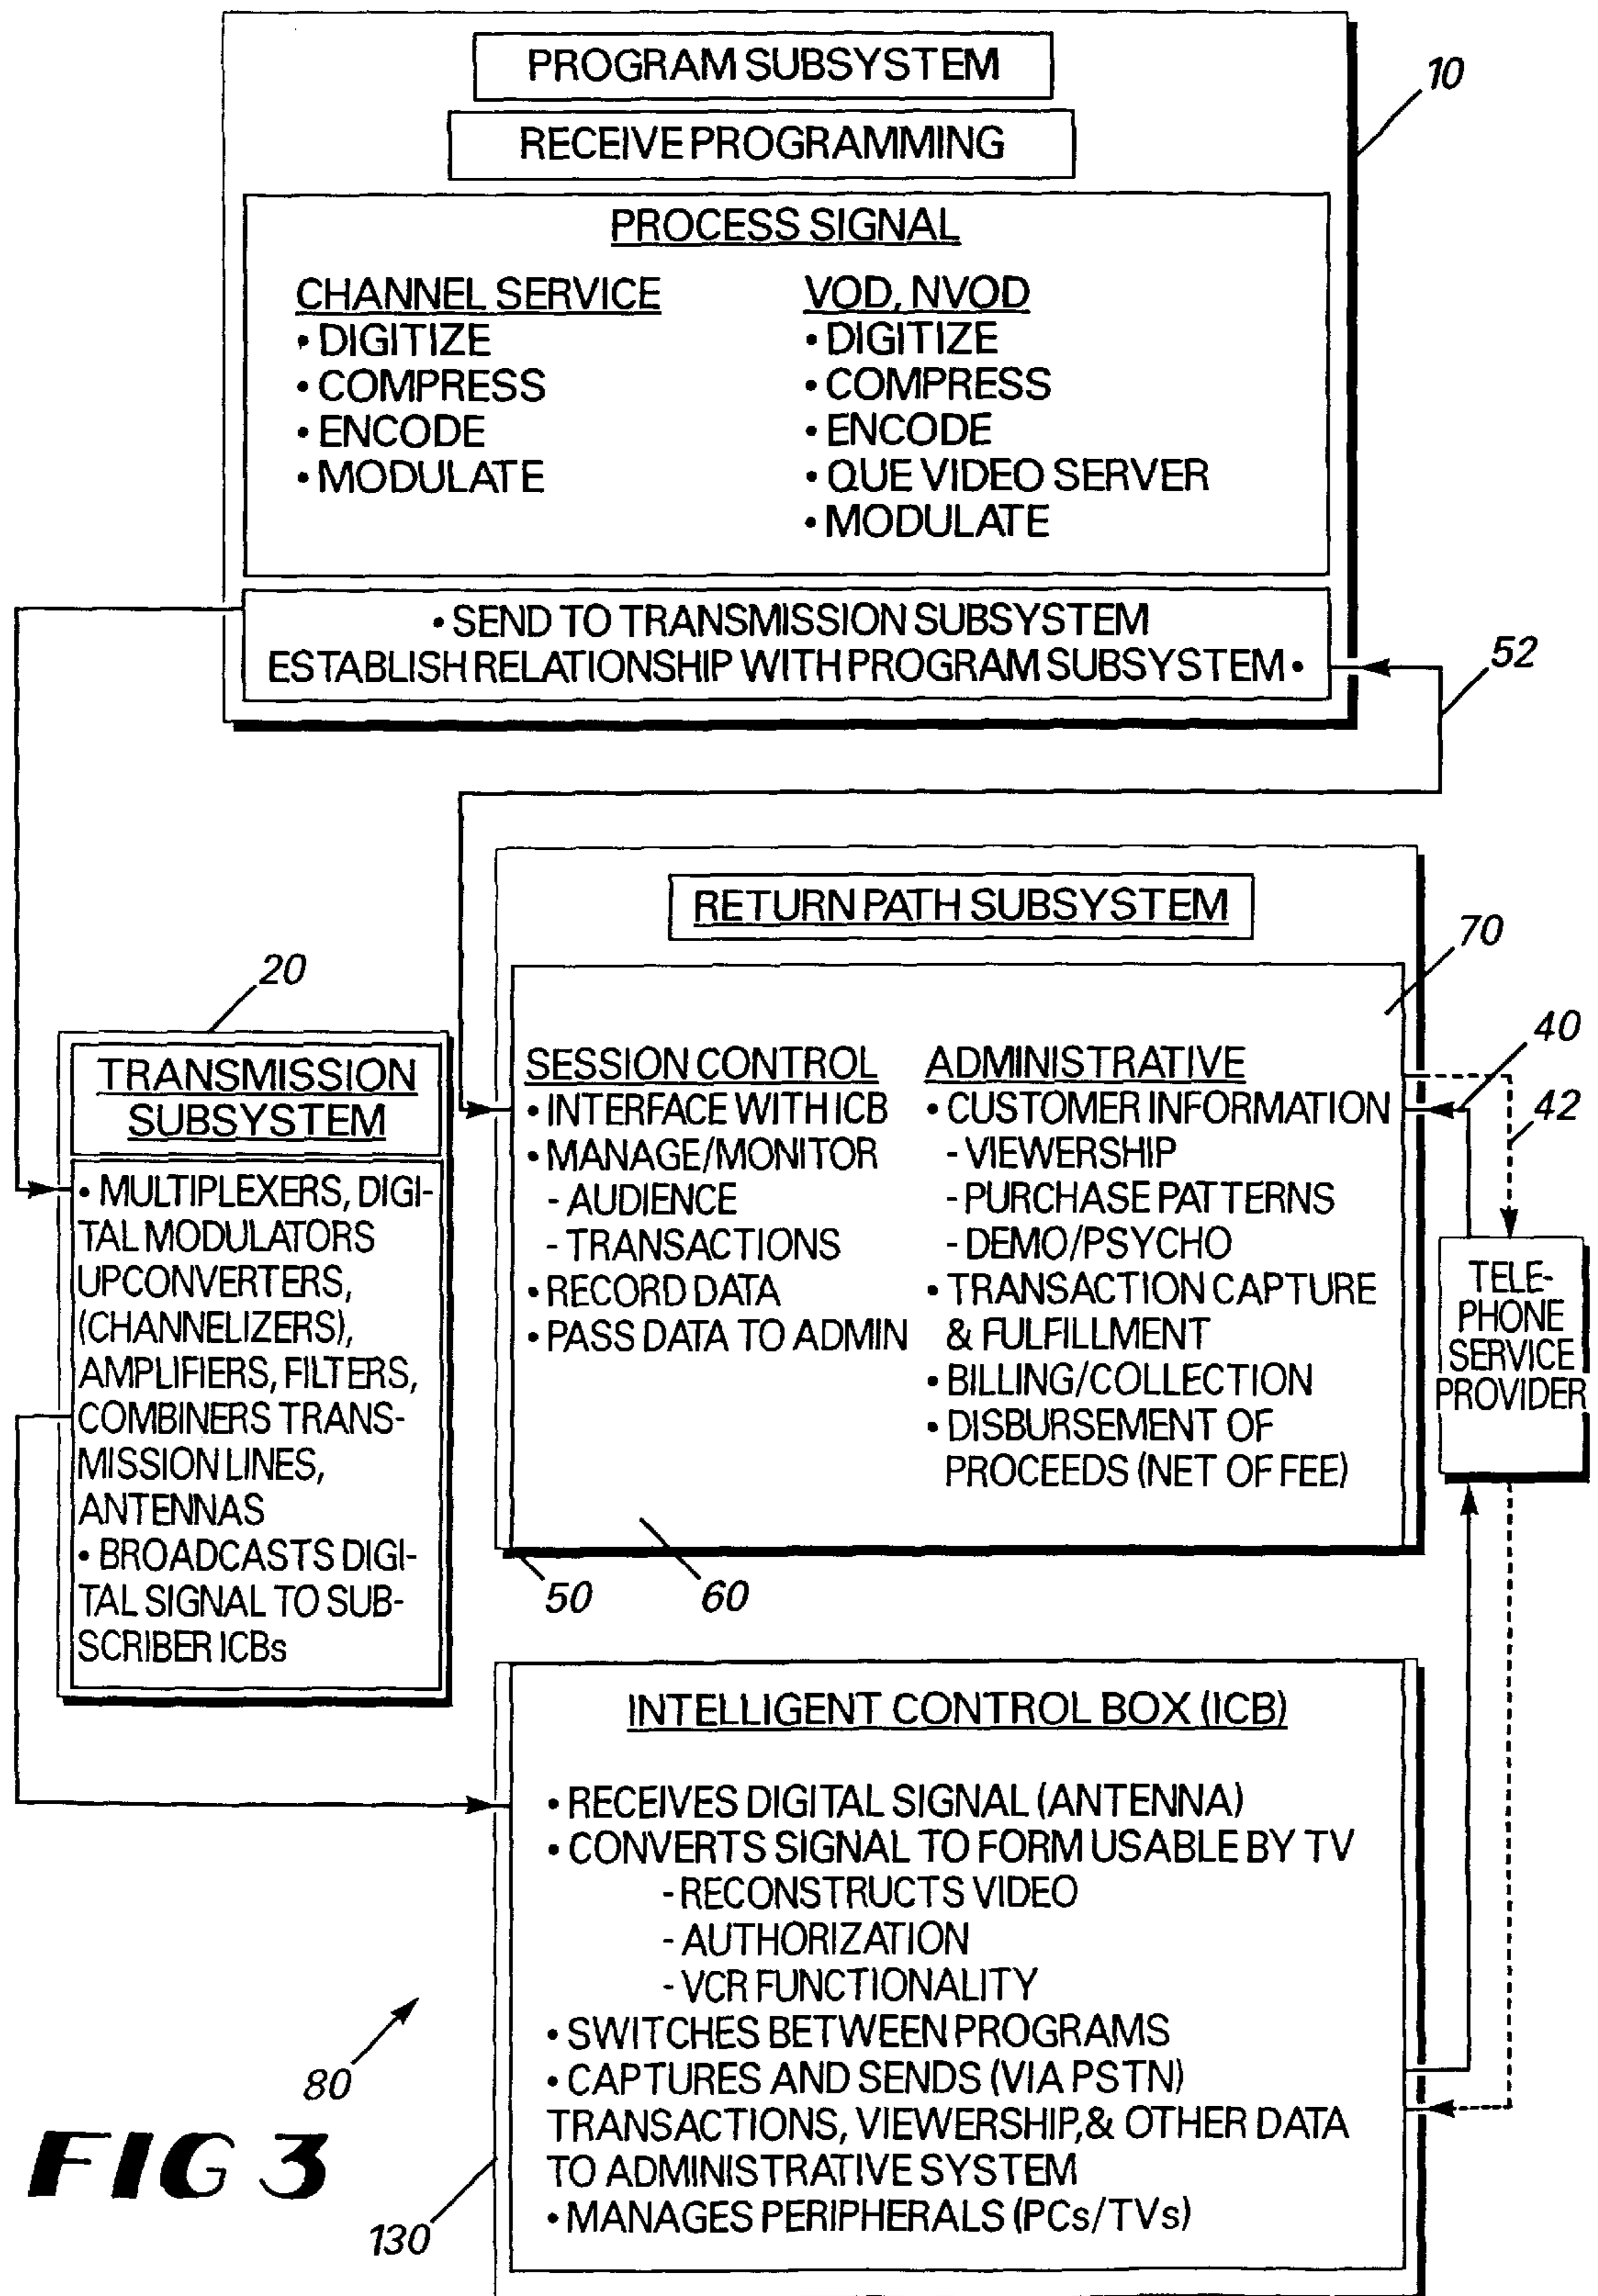 PROGRAM SUBSYSTEM
RECEIVE PROGRAMMING
PROCESS SIGNAL
CHANNEL SERVICE
• DIGITIZE
• COMPRESS
• ENCODE
• MODULATE
VOD, NVOD
• DIGITIZE
• COMPRESS
• ENCODE
• QUE VIDEO SERVER
• MODULATE
• SEND TO TRANSMISSION SUBSYSTEM
ESTABLISH RELATIONSHIP WITH PROGRAM SUBSYSTEM •
10
52
RETURN PATH SUBSYSTEM
70
20
TRANSMISSION
SUBSYSTEM
• MULTIPLEXERS, DIGI-
TAL MODULATORS
UPCONVERTERS,
(CHANNELIZERS),
AMPLIFIERS, FILTERS,
COMBINERS TRANS-
MISSION LINES,
ANTENNAS
• BROADCASTS DIGI-
TAL SIGNAL TO SUB-
SCRIBER ICBs
SESSION CONTROL
• INTERFACE WITH ICB
• MANAGE/MONITOR
- AUDIENCE
- TRANSACTIONS
• RECORD DATA
• PASS DATA TO ADMIN
ADMINISTRATIVE
• CUSTOMER INFORMATION
- VIEWERSHIP
- PURCHASE PATTERNS
- DEMO/PSYCHO
• TRANSACTION CAPTURE
& FULFILLMENT
• BILLING/COLLECTION
• DISBURSEMENT OF
PROCEEDS (NET OF FEE)
40
42
TELE-
PHONE
SERVICE
PROVIDER
50
60
INTELLIGENT CONTROL BOX (ICB)
• RECEIVES DIGITAL SIGNAL (ANTENNA)
• CONVERTS SIGNAL TO FORM USABLE BY TV
- RECONSTRUCTS VIDEO
- AUTHORIZATION
- VCR FUNCTIONALITY
• SWITCHES BETWEEN PROGRAMS
• CAPTURES AND SENDS (VIA PSTN)
TRANSACTIONS, VIEWERSHIP,& OTHER DATA
TO ADMINISTRATIVE SYSTEM
• MANAGES PERIPHERALS (PCs/TVs)
80
130
FIG 3